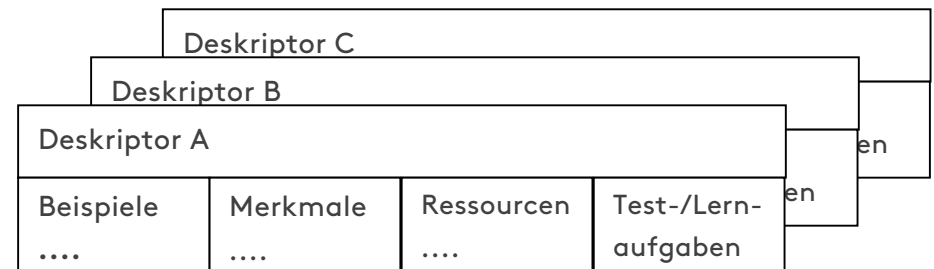 Deskriptor C
Deskriptor B
Deskriptor A
en
en
Beispiele
....
Merkmale
....
Ressourcen
....
Test-/Lern-
aufgaben